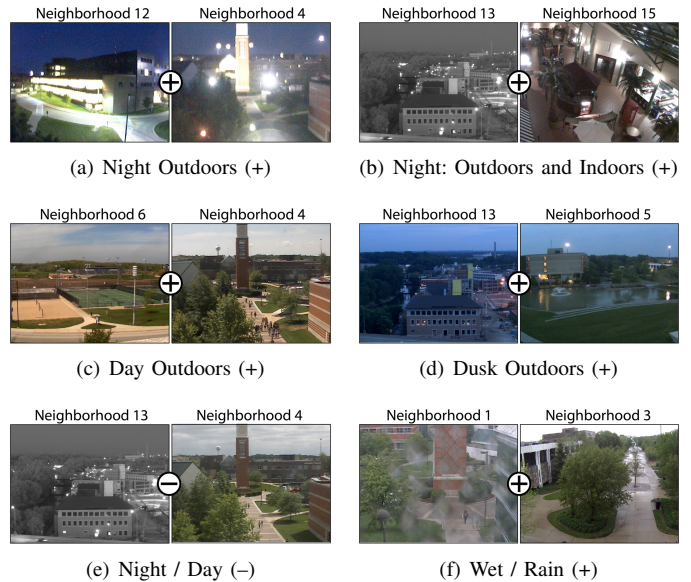 Neighborhood 12 Neighborhood 4
(a) Night Outdoors (+)
Neighborhood 13 Neighborhood 15
(b) Night: Outdoors and Indoors (+)
Neighborhood 6 Neighborhood 4
(c) Day Outdoors (+)
Neighborhood 13 Neighborhood 5
(d) Dusk Outdoors (+)
Neighborhood 13 Neighborhood 4
(e) Night / Day (–)
Neighborhood 1 Neighborhood 3
(f) Wet / Rain (+)